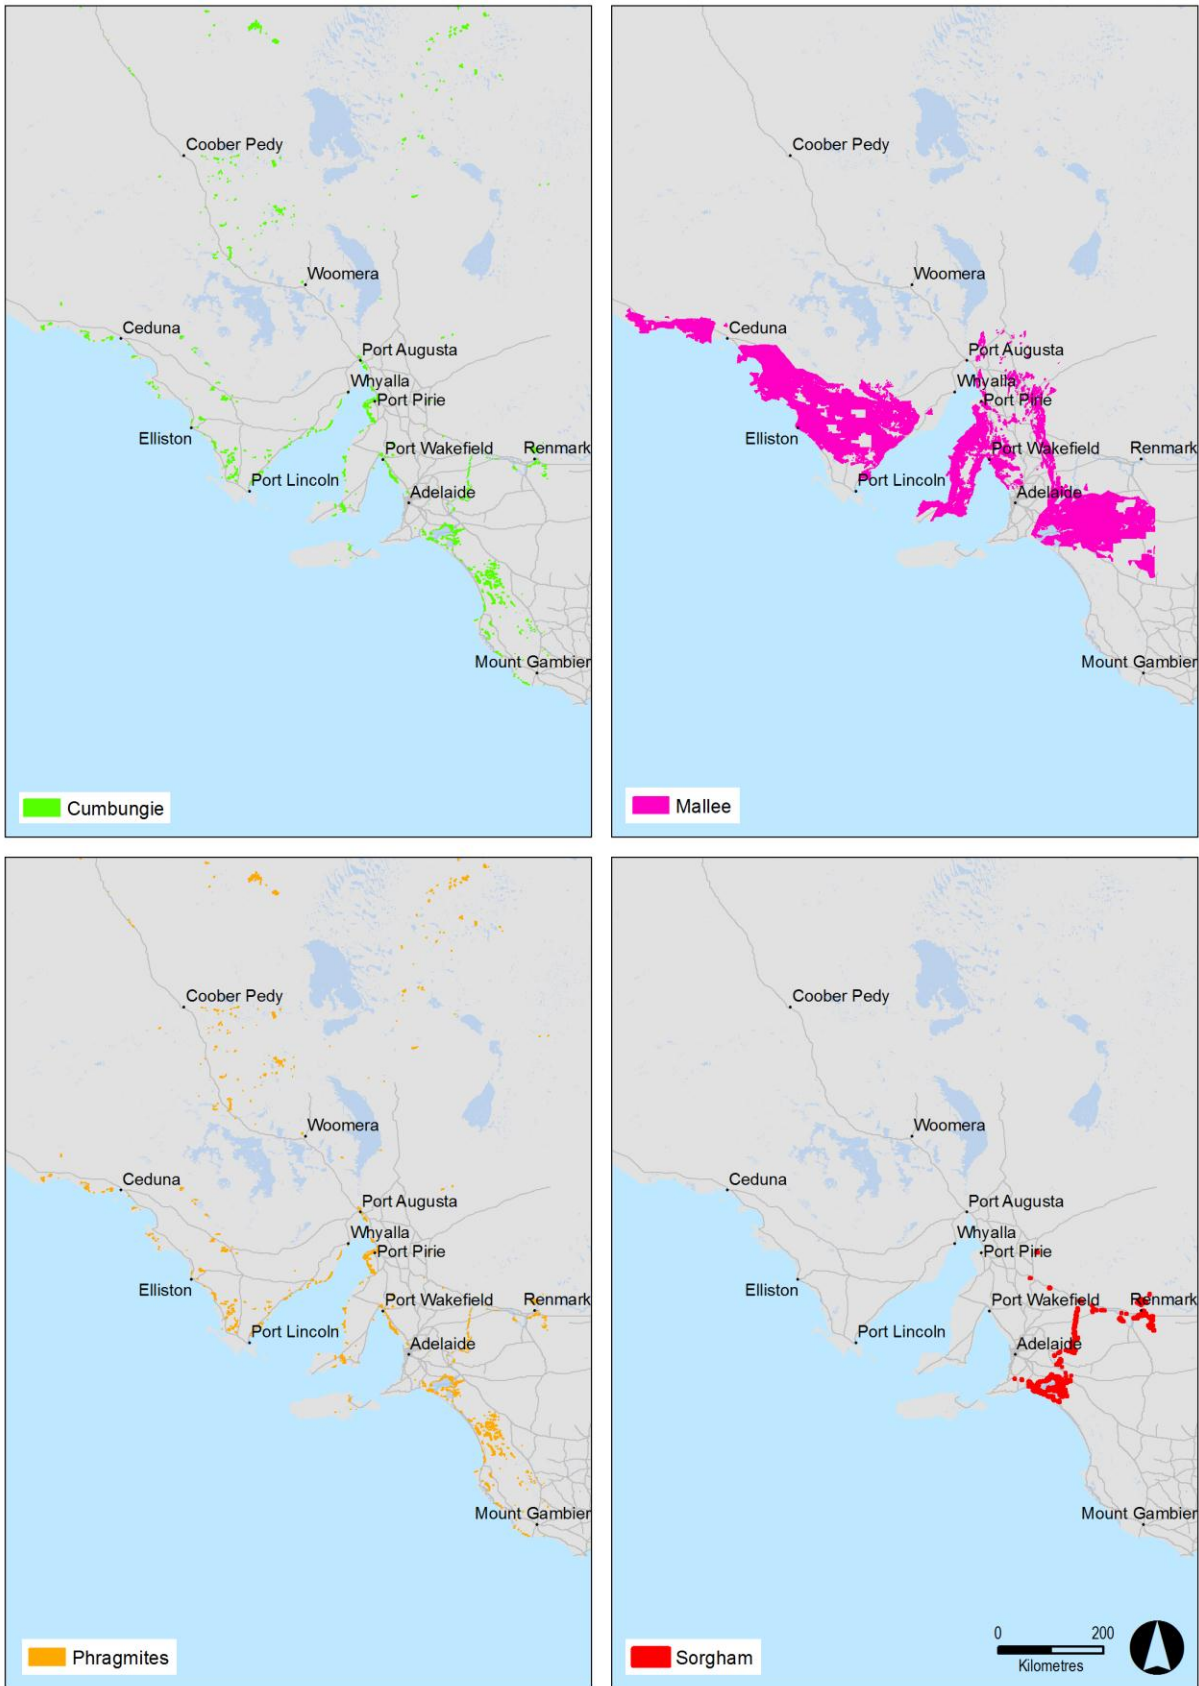 Coober Pedy
Woomera
Ceduna
Port Augusta
Whyalla
Port Pirie
Elliston
Port Wakefield
Renmark
Port Lincoln
Adelaide
Mount Gambier
Cumbungie
Coober Pedy
Woomera
Ceduna
Port Augusta
Whyalla
Port Pirie
Elliston
Port Wakefield
Renmark
Port Lincoln
Adelaide
Mount Gambier
Mallee
Coober Pedy
Woomera
Ceduna
Port Augusta
Whyalla
Port Pirie
Elliston
Port Wakefield
Renmark
Port Lincoln
Adelaide
Mount Gambier
Phragmites
Coober Pedy
Woomera
Ceduna
Port Augusta
Whyalla
Port Pirie
Elliston
Port Wakefield
Renmark
Port Lincoln
Adelaide
Mount Gambier
Sorgham
0 200
Kilometres